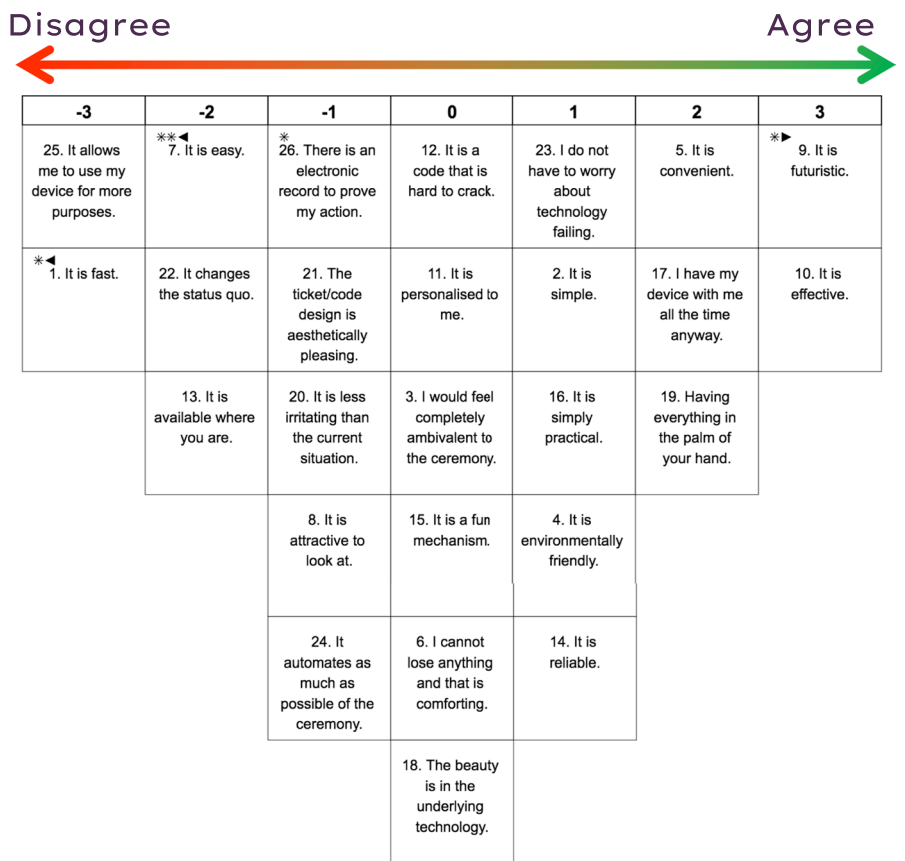 Disagree
Agree
-3
-2
-1
0
1
2
3
25. It allows
me to use my
device for more
purposes.
**◄
7. It is easy.
*
26. There is an
electronic
record to prove
my action.
12. It is a
code that is
hard to crack.
23. I do not
have to worry
about
technology
failing.
5. It is
convenient.
*►
9. It is
futuristic.
*◄
1. It is fast.
22. It changes
the status quo.
21. The
ticket/code
design is
aesthetically
pleasing.
11. It is
personalised to
me.
2. It is
simple.
17. I have my
device with me
all the time
anyway.
10. It is
effective.
13. It is
available where
you are.
20. It is less
irritating than
the current
situation.
3. I would feel
completely
ambivalent to
the ceremony.
16. It is
simply
practical.
19. Having
everything in
the palm of
your hand.
8. It is
attractive to
look at.
15. It is a fun
mechanism.
4. It is
environmentally
friendly.
24. It
automates as
much as
possible of the
ceremony.
6. I cannot
lose anything
and that is
comforting.
14. It is
reliable.
18. The beauty
is in the
underlying
technology.